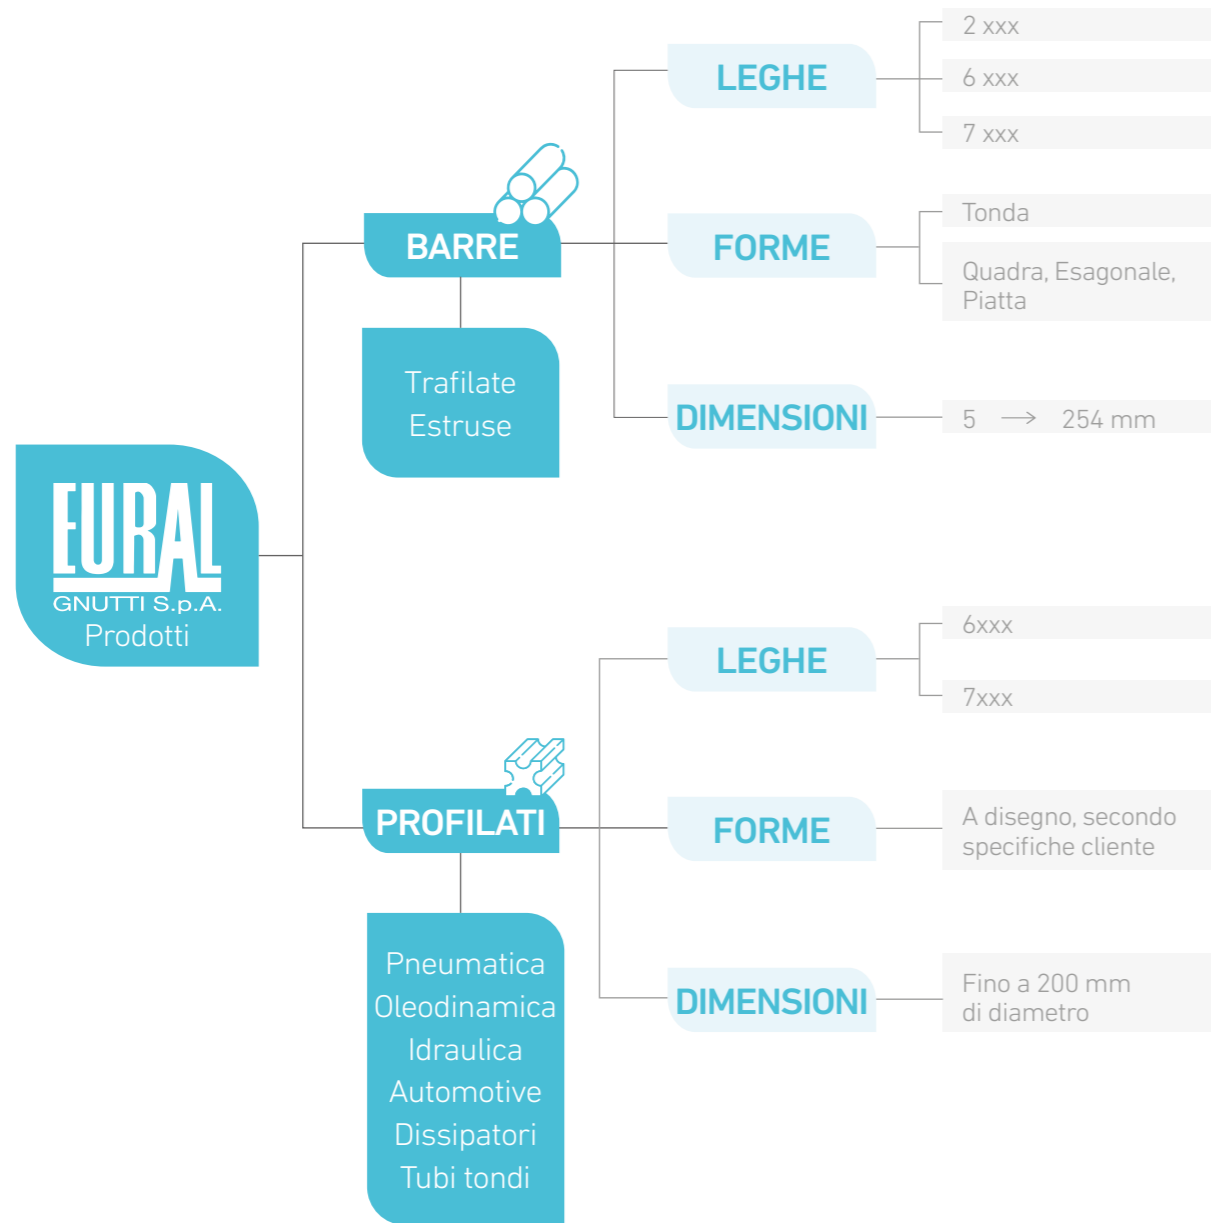 EURAL
GNUTTI S.p.A.
Prodotti
BARRE
Trafilate
Estruse
LEGHE
2 xxx
6 xxx
7 xxx
FORME
Tonda
Quadra, Esagonale,
Piatta
DIMENSIONI
5 → 254 mm
PROFILATI
Pneumatica
Oleodinamica
Idraulica
Automotive
Dissipatori
Tubi tondi
LEGHE
6xxx
7xxx
FORME
A disegno, secondo
specifiche cliente
DIMENSIONI
Fino a 200 mm
di diametro